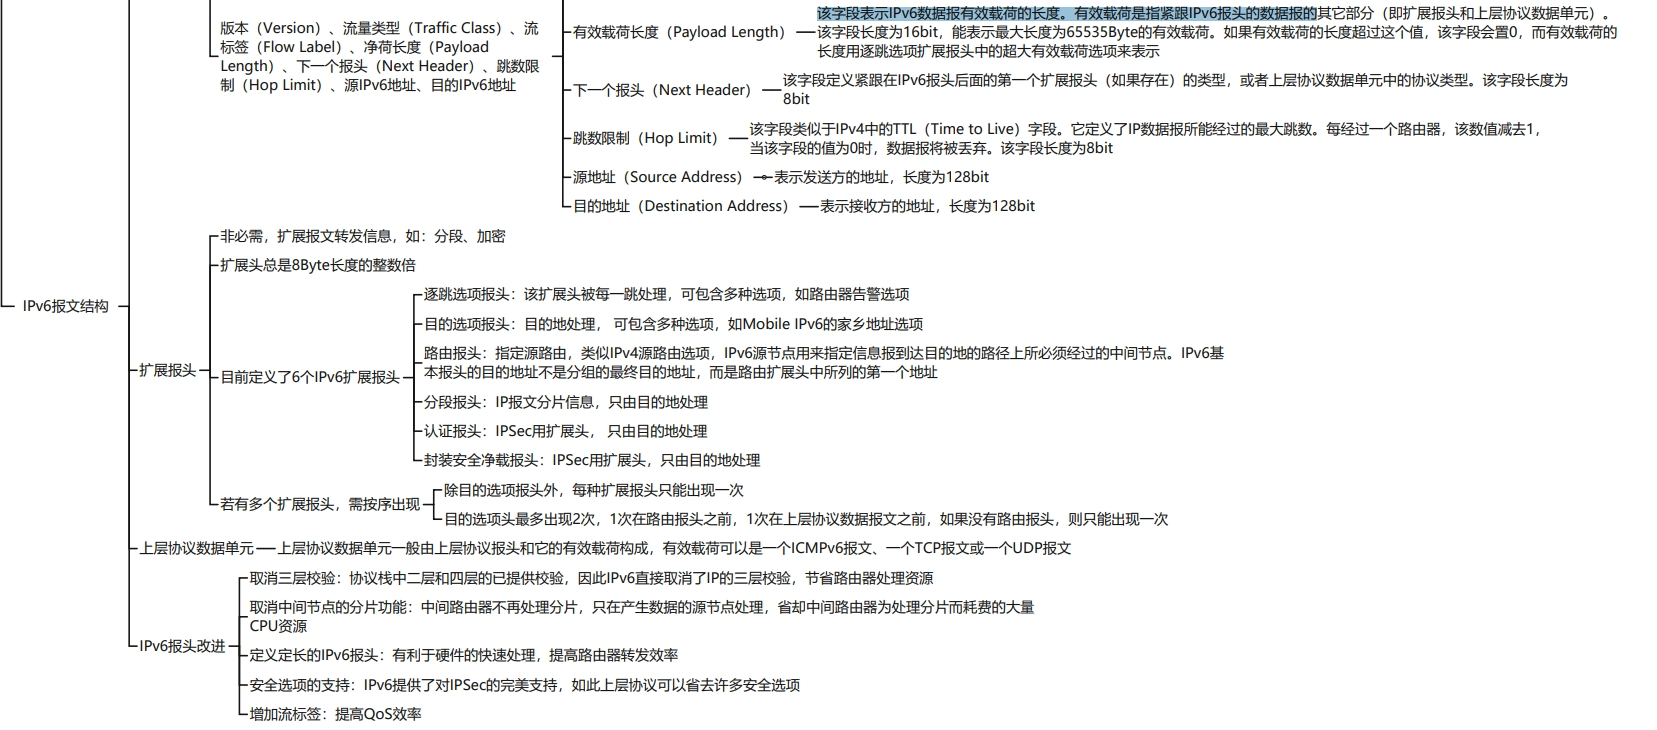 该字段表示IPv6数据报有效载荷的长度。有效载荷是指紧跟IPv6报头的数据报的其它部分（即扩展报头和上层协议数据单元）。
有效载荷长度（Payload Length）
该字段长度为16bit，能表示最大长度为65535Byte的有效载荷。如果有效载荷的长度超过这个值，该字段会置0，而有效载荷的
长度用逐跳选项扩展报头中的超大有效载荷选项来表示
版本（Version）、流量类型（Traffic Class）、流
标签（Flow Label）、净荷长度（Payload
Length）、下一个报头（Next Header）、跳数限
制（Hop Limit）、源IPv6地址、目的IPv6地址
下一个报头（Next Header）
该字段定义紧跟在IPv6报头后面的第一个扩展报头（如果存在）的类型，或者上层协议数据单元中的协议类型。该字段长度为
8bit
跳数限制（Hop Limit）
该字段类似于IPv4中的TTL（Time to Live）字段。它定义了IP数据报所能经过的最大跳数。每经过一个路由器，该数值减去1，
当该字段的值为0时，数据报将被丢弃。该字段长度为8bit
源地址（Source Address）
表示发送方的地址，长度为128bit
目的地址（Destination Address）
表示接收方的地址，长度为128bit
IPv6报文结构
扩展报头
非必需，扩展报文转发信息，如：分段、加密
扩展头总是8Byte长度的整数倍
目前定义了6个IPv6扩展报头
逐跳选项报头：该扩展头被每一跳处理，可包含多种选项，如路由器告警选项
目的选项报头：目的地处理， 可包含多种选项，如Mobile IPv6的家乡地址选项
路由报头：指定源路由，类似IPv4源路由选项，IPv6源节点用来指定信息报到达目的地的路径上所必须经过的中间节点。IPv6基
本报头的目的地址不是分组的最终目的地址，而是路由扩展头中所列的第一个地址
分段报头：IP报文分片信息，只由目的地处理
认证报头：IPSec用扩展头， 只由目的地处理
封装安全净载报头：IPSec用扩展头，只由目的地处理
若有多个扩展报头，需按序出现
除目的选项报头外，每种扩展报头只能出现一次
目的选项头最多出现2次，1次在路由报头之前，1次在上层协议数据报文之前，如果没有路由报头，则只能出现一次
上层协议数据单元
上层协议数据单元一般由上层协议报头和它的有效载荷构成，有效载荷可以是一个ICMPv6报文、一个TCP报文或一个UDP报文
IPv6报头改进
取消三层校验：协议栈中二层和四层的已提供校验，因此IPv6直接取消了IP的三层校验，节省路由器处理资源
取消中间节点的分片功能：中间路由器不再处理分片，只在产生数据的源节点处理，省却中间路由器为处理分片而耗费的大量
CPU资源
定义定长的IPv6报头：有利于硬件的快速处理，提高路由器转发效率
安全选项的支持：IPv6提供了对IPSec的完美支持，如此上层协议可以省去许多安全选项
增加流标签：提高QoS效率